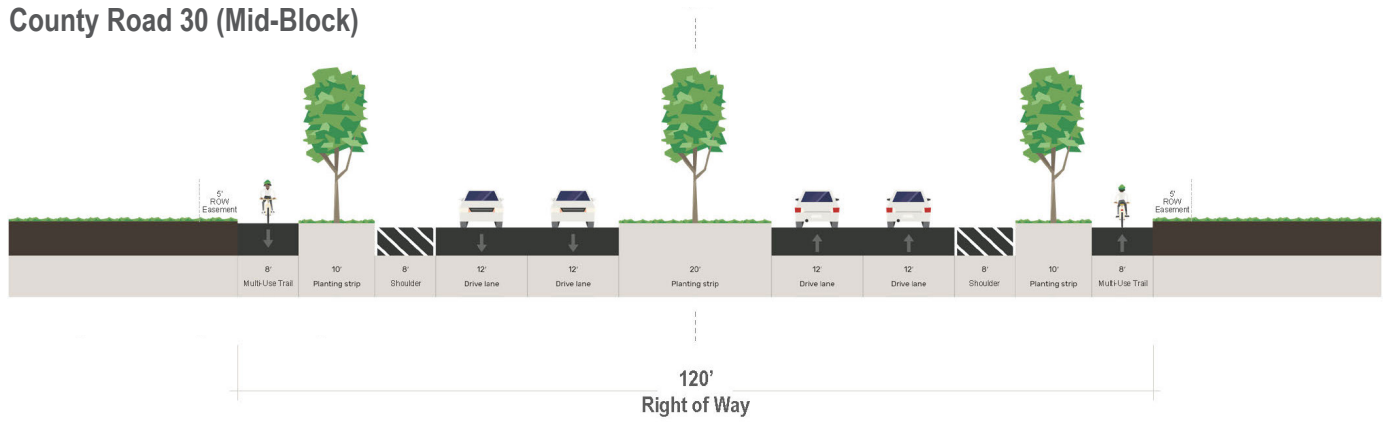 County Road 30 (Mid-Block)
5'
ROW
Easement
5'
ROW
Easement
8'
Multi-Use Trail
10'
Planting strip
8'
Shoulder
12'
Drive lane
12'
Drive lane
20'
Planting strip
12'
Drive lane
12'
Drive lane
8'
Shoulder
10'
Planting strip
8'
Multi-Use Trail
120’
Right of Way